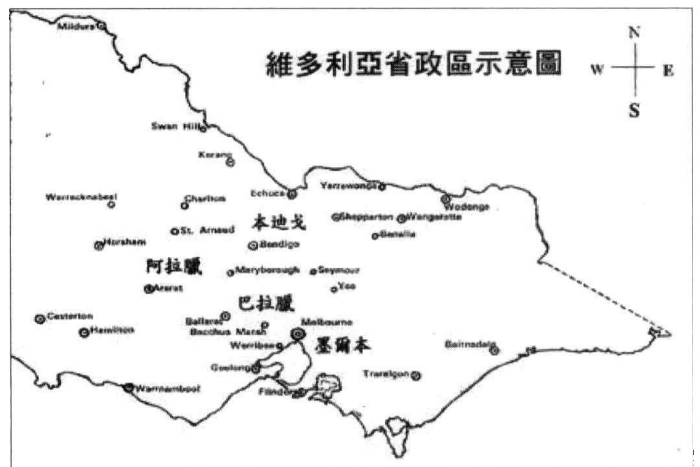 Mildura
維多利亞省政區示意圖
N
W E
S
Swan Hill
Kerang
Warracknabeal
Charlton
Echuca
Yarrawonga
Wodonga
Shepparton
Wangaratta
本迪戈
St. Arnaud
Benalla
Horsham
Bendigo
阿拉臘
Maryborough
Seymour
Ararat
Yea
巴拉臘
Casterton
Ballarat
Hamilton
Bacchus Marsh
Melbourne
Werribee
墨爾本
Bairnsdale
Geelong
Traralgon
Warrnambool
Flinders